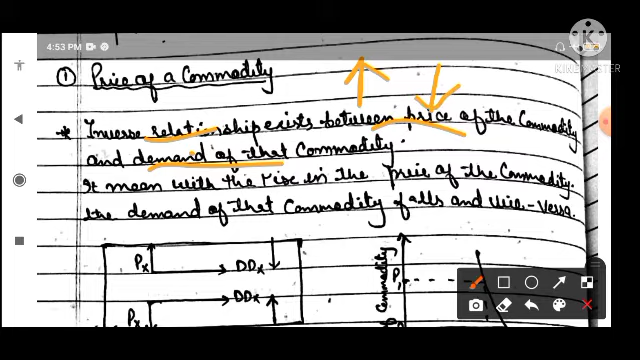 4:53 PM
KINEMASTER
① Price of a Commodity
* Inverse relationship exists between price of the Commodity
and demand of that Commodity.
It mean with the rise in the price of the Commodity.
the demand of that Commodity falls and vice-versa.
Px → DDx
P1
Px → DDx
Commodity